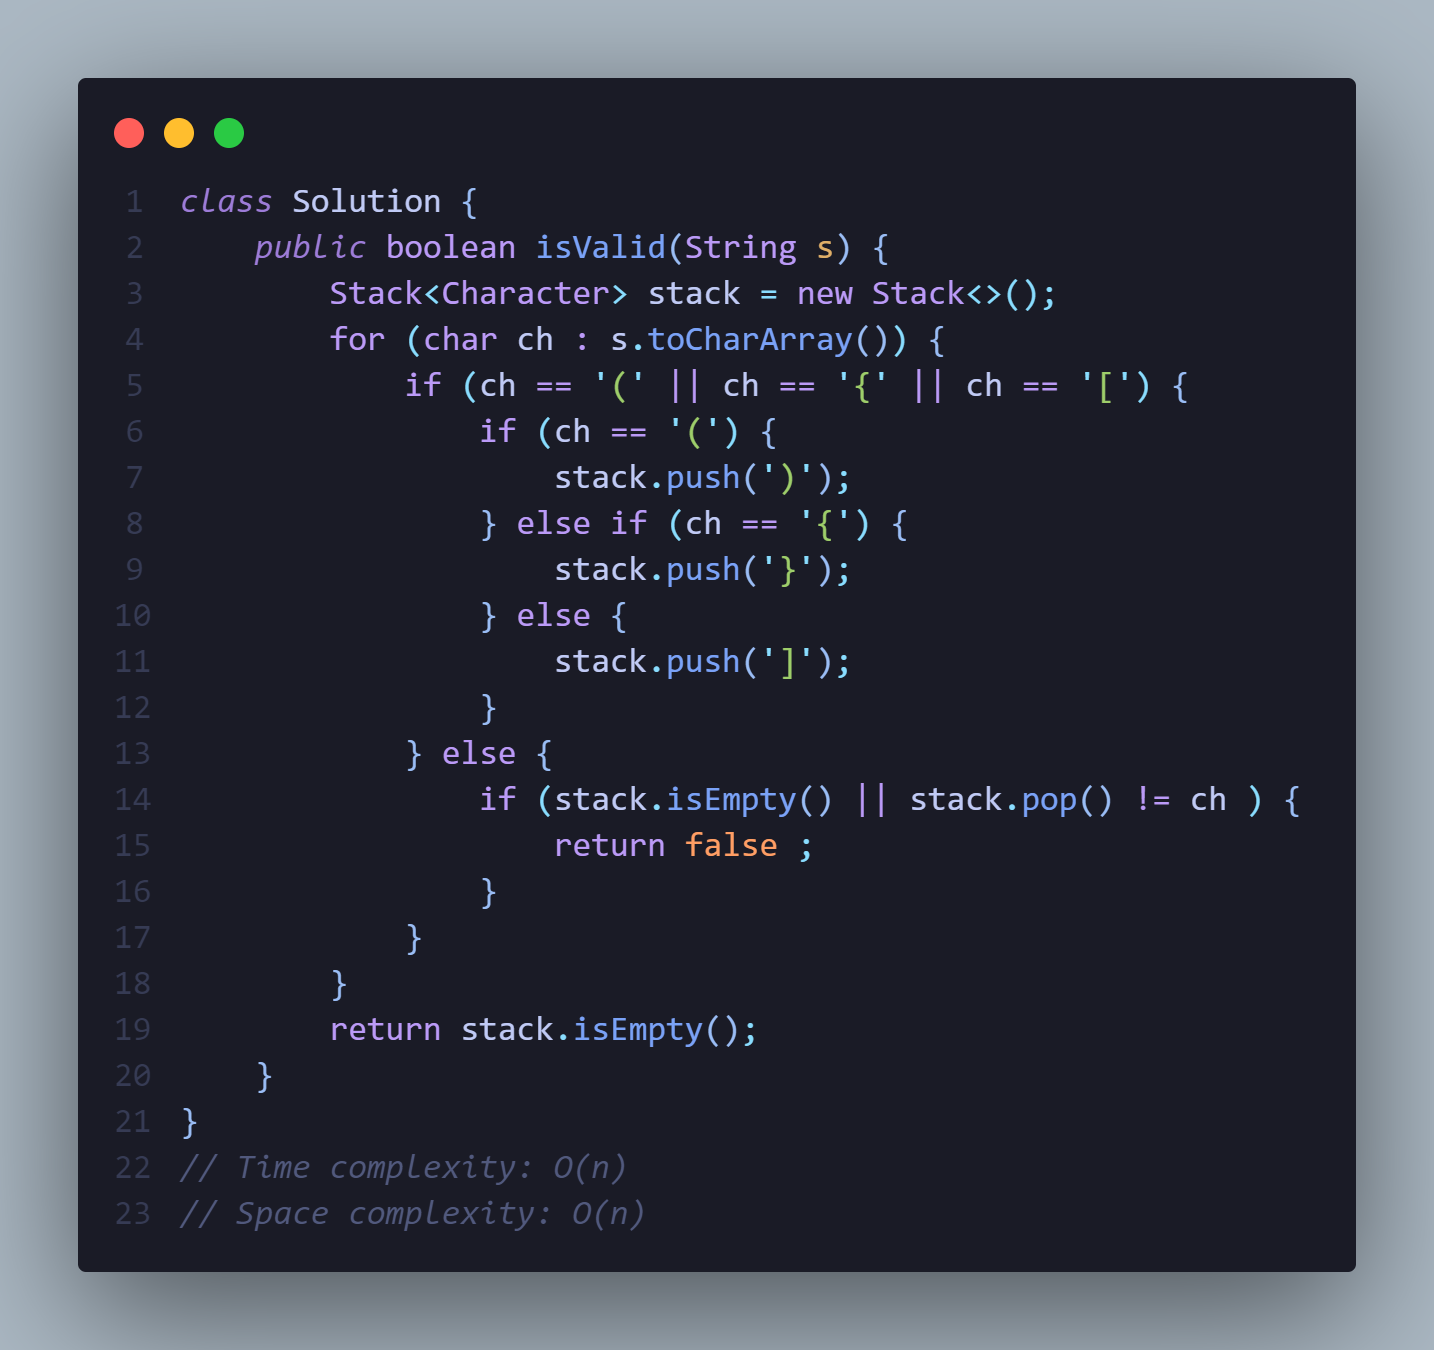 1 class Solution {
2     public boolean isValid(String s) {
3         Stack<Character> stack = new Stack<>();
4         for (char ch : s.toCharArray()) {
5             if (ch == '(' || ch == '{' || ch == '[') {
6                 if (ch == '(') {
7                     stack.push(')');
8                 } else if (ch == '{') {
9                     stack.push('}');
10                 } else {
11                     stack.push(']');
12                 }
13             } else {
14                 if (stack.isEmpty() || stack.pop() != ch ) {
15                     return false ;
16                 }
17             }
18         }
19         return stack.isEmpty();
20     }
21 }
22 // Time complexity: O(n)
23 // Space complexity: O(n)